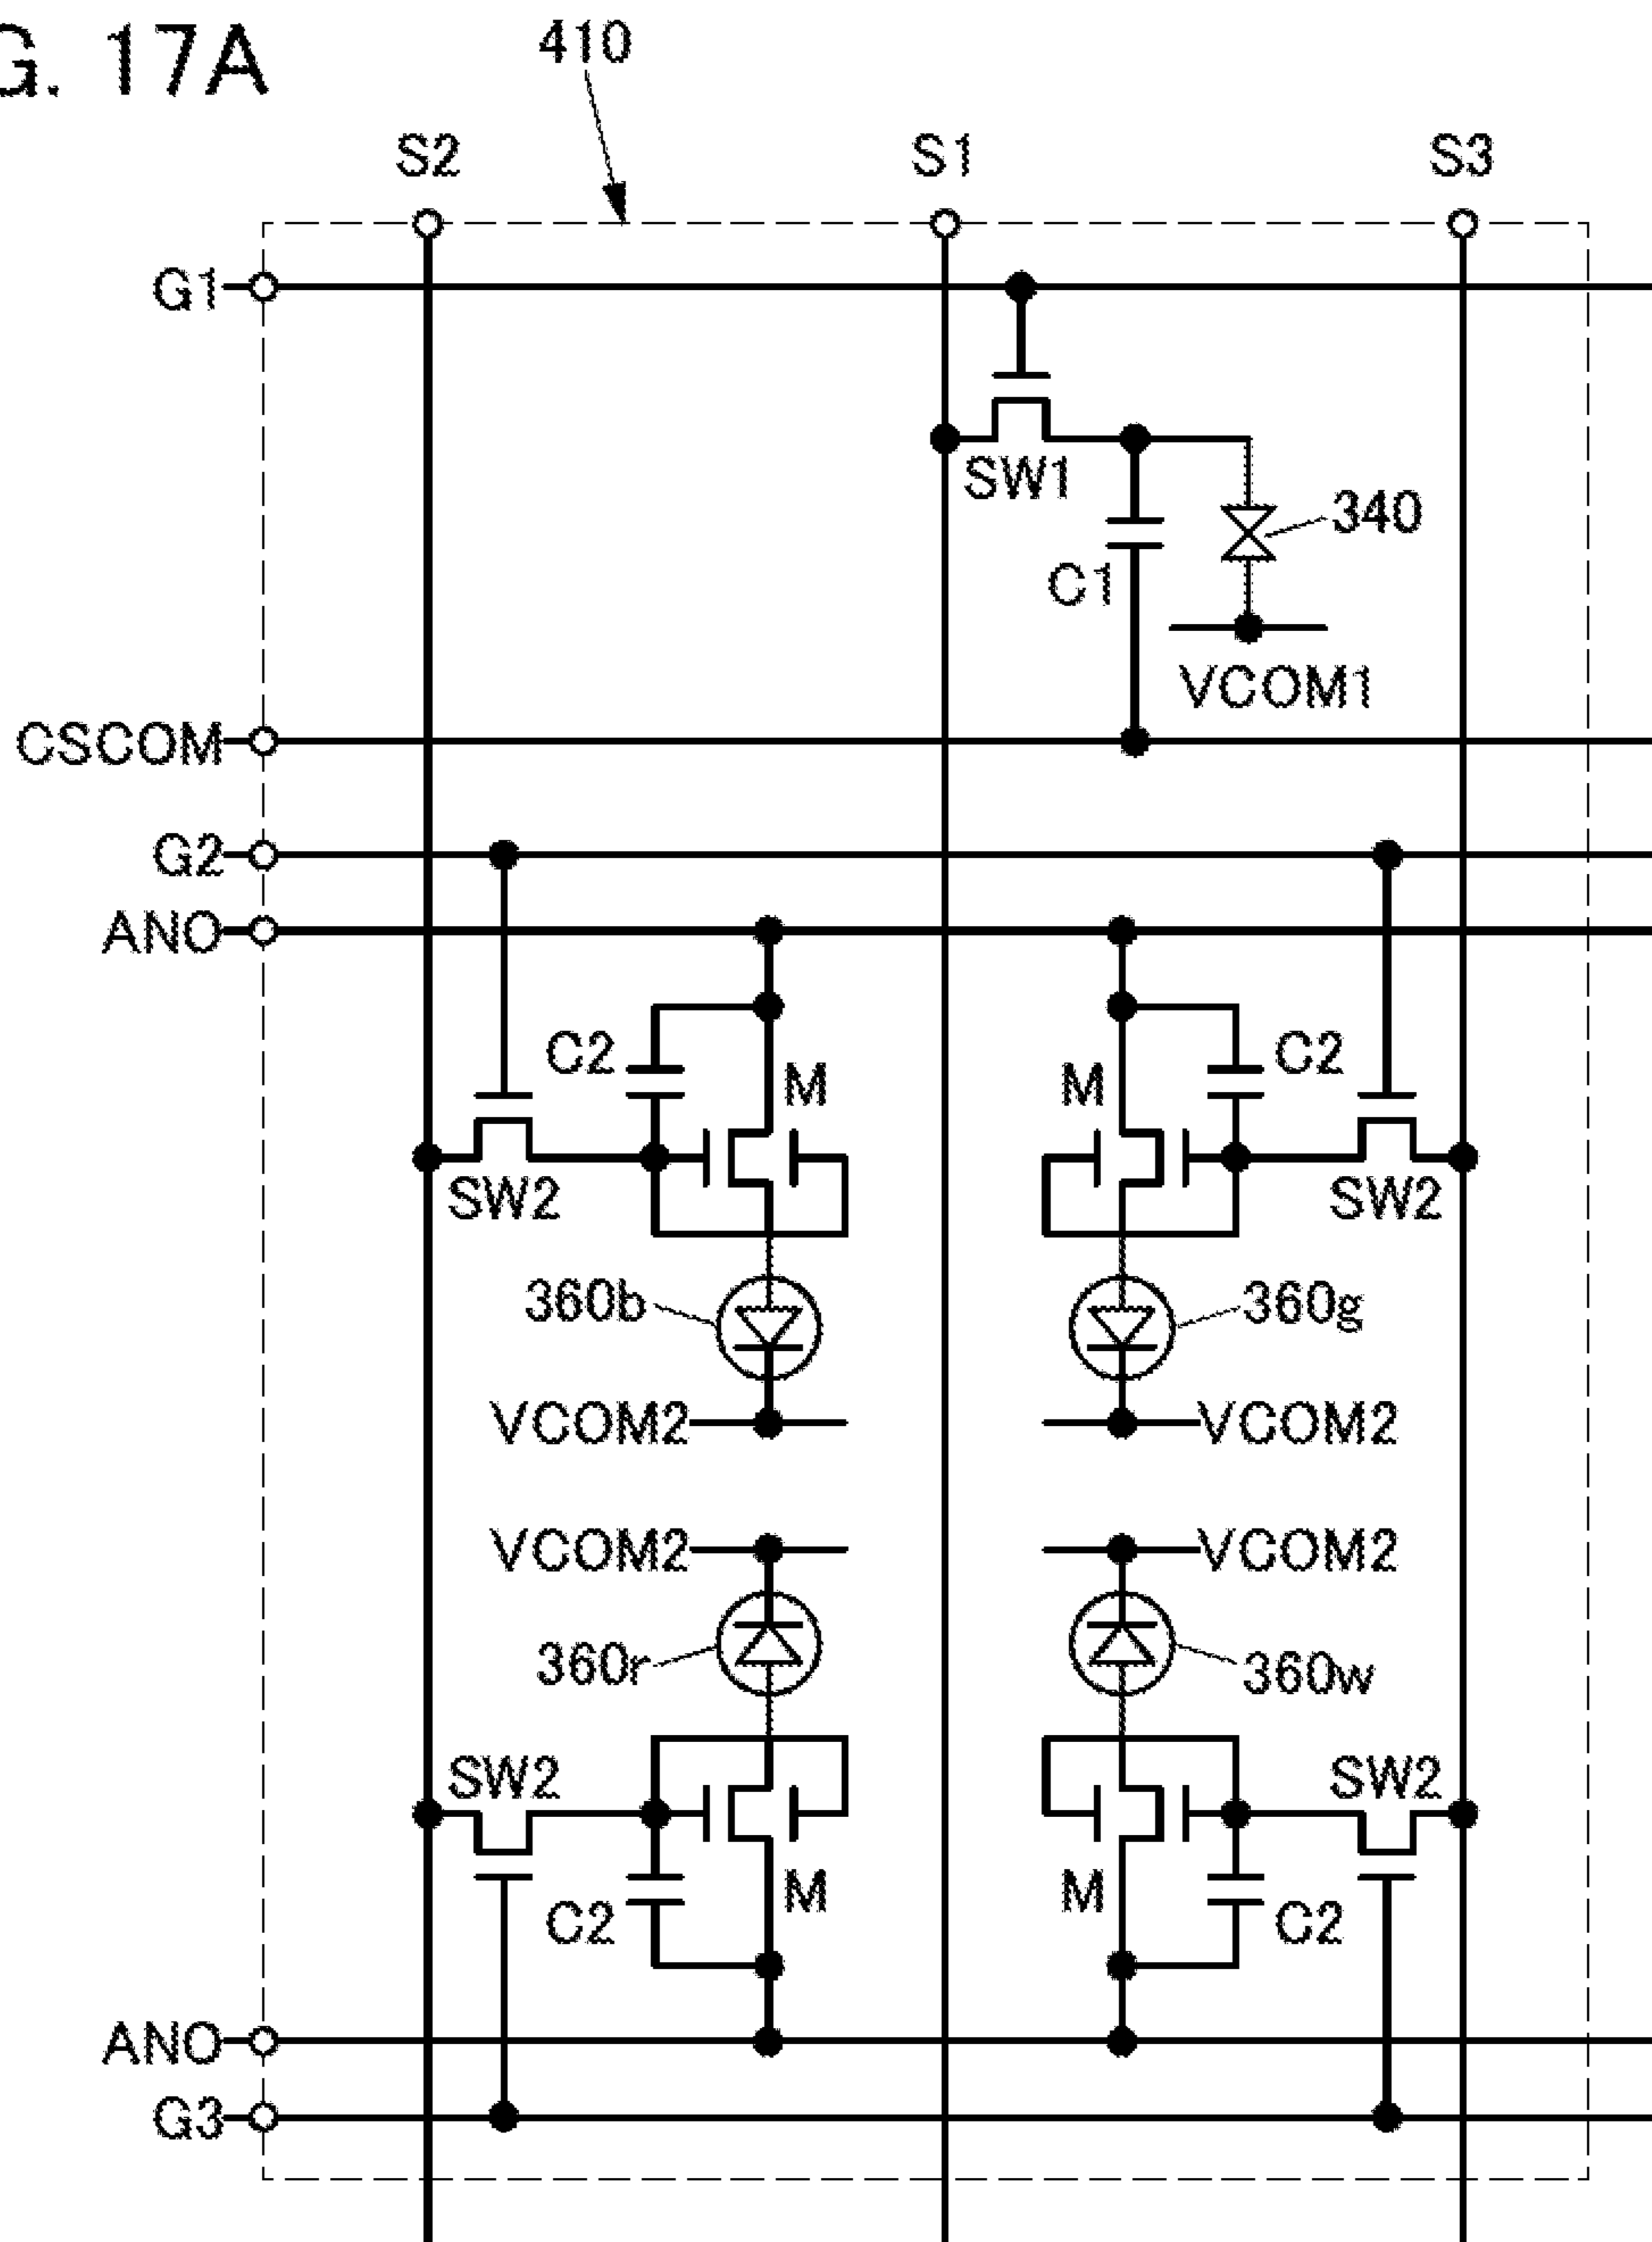 G. 17A
410
S2 S1 S3
G1
SW1
340
C1
VCOM1
CSCOM
G2
ANO
C2 M M C2
SW2 SW2
360b 360g
VCOM2 VCOM2
VCOM2 VCOM2
360r 360w
SW2 SW2
C2 M M C2
ANO
G3